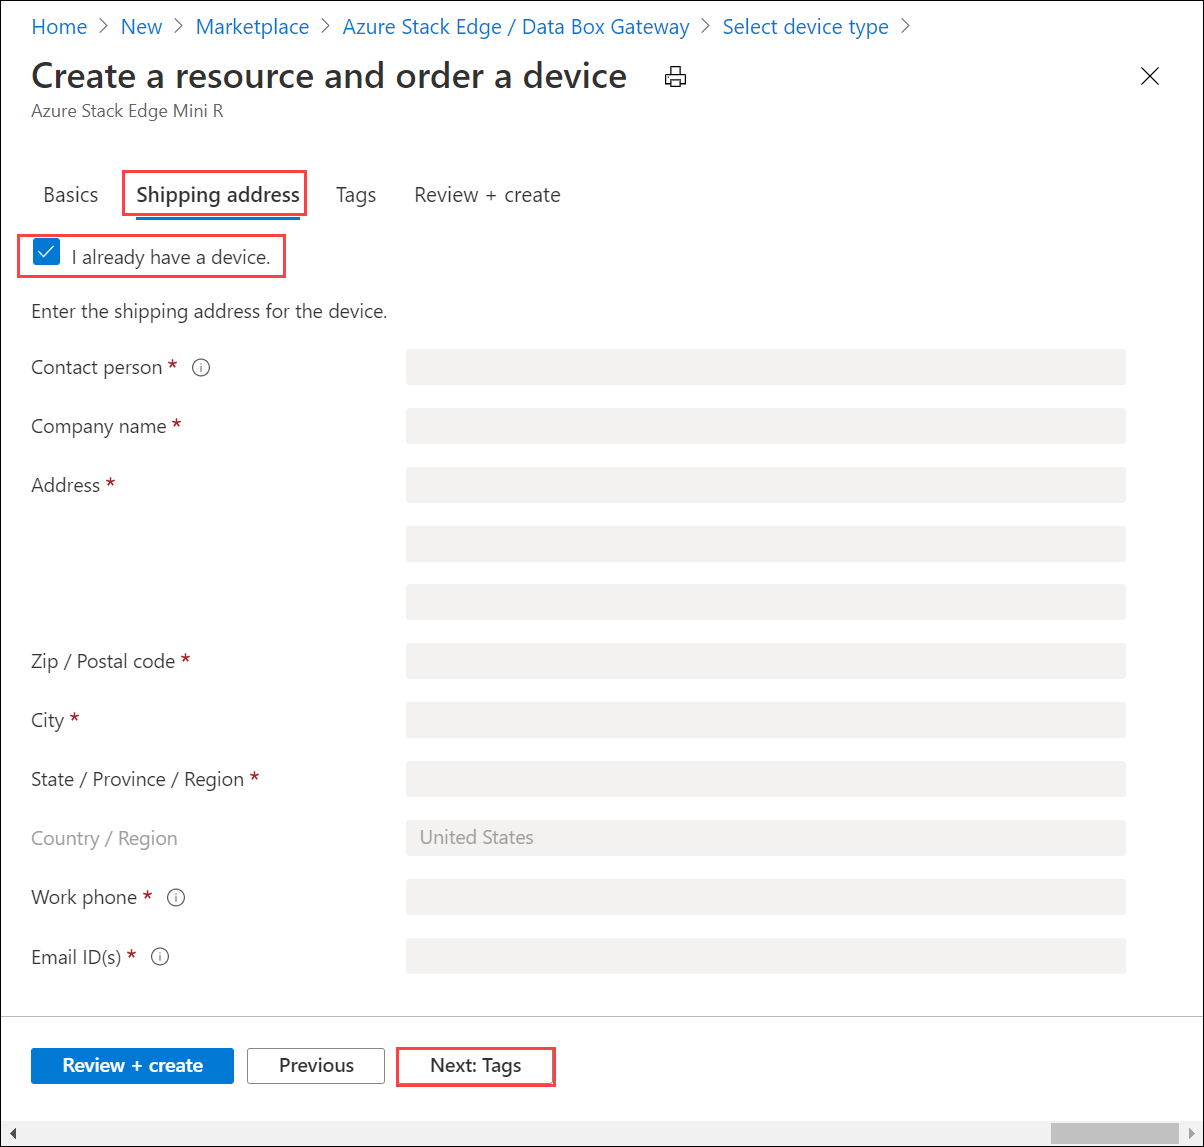 Home > New > Marketplace > Azure Stack Edge / Data Box Gateway > Select device type >
Create a resource and order a device
Azure Stack Edge Mini R
Basics Shipping address Tags Review + create
I already have a device.
Enter the shipping address for the device.
Contact person *
Company name *
Address *
Zip / Postal code *
City *
State / Province / Region *
Country / Region United States
Work phone *
Email ID(s) *
Review + create Previous Next: Tags